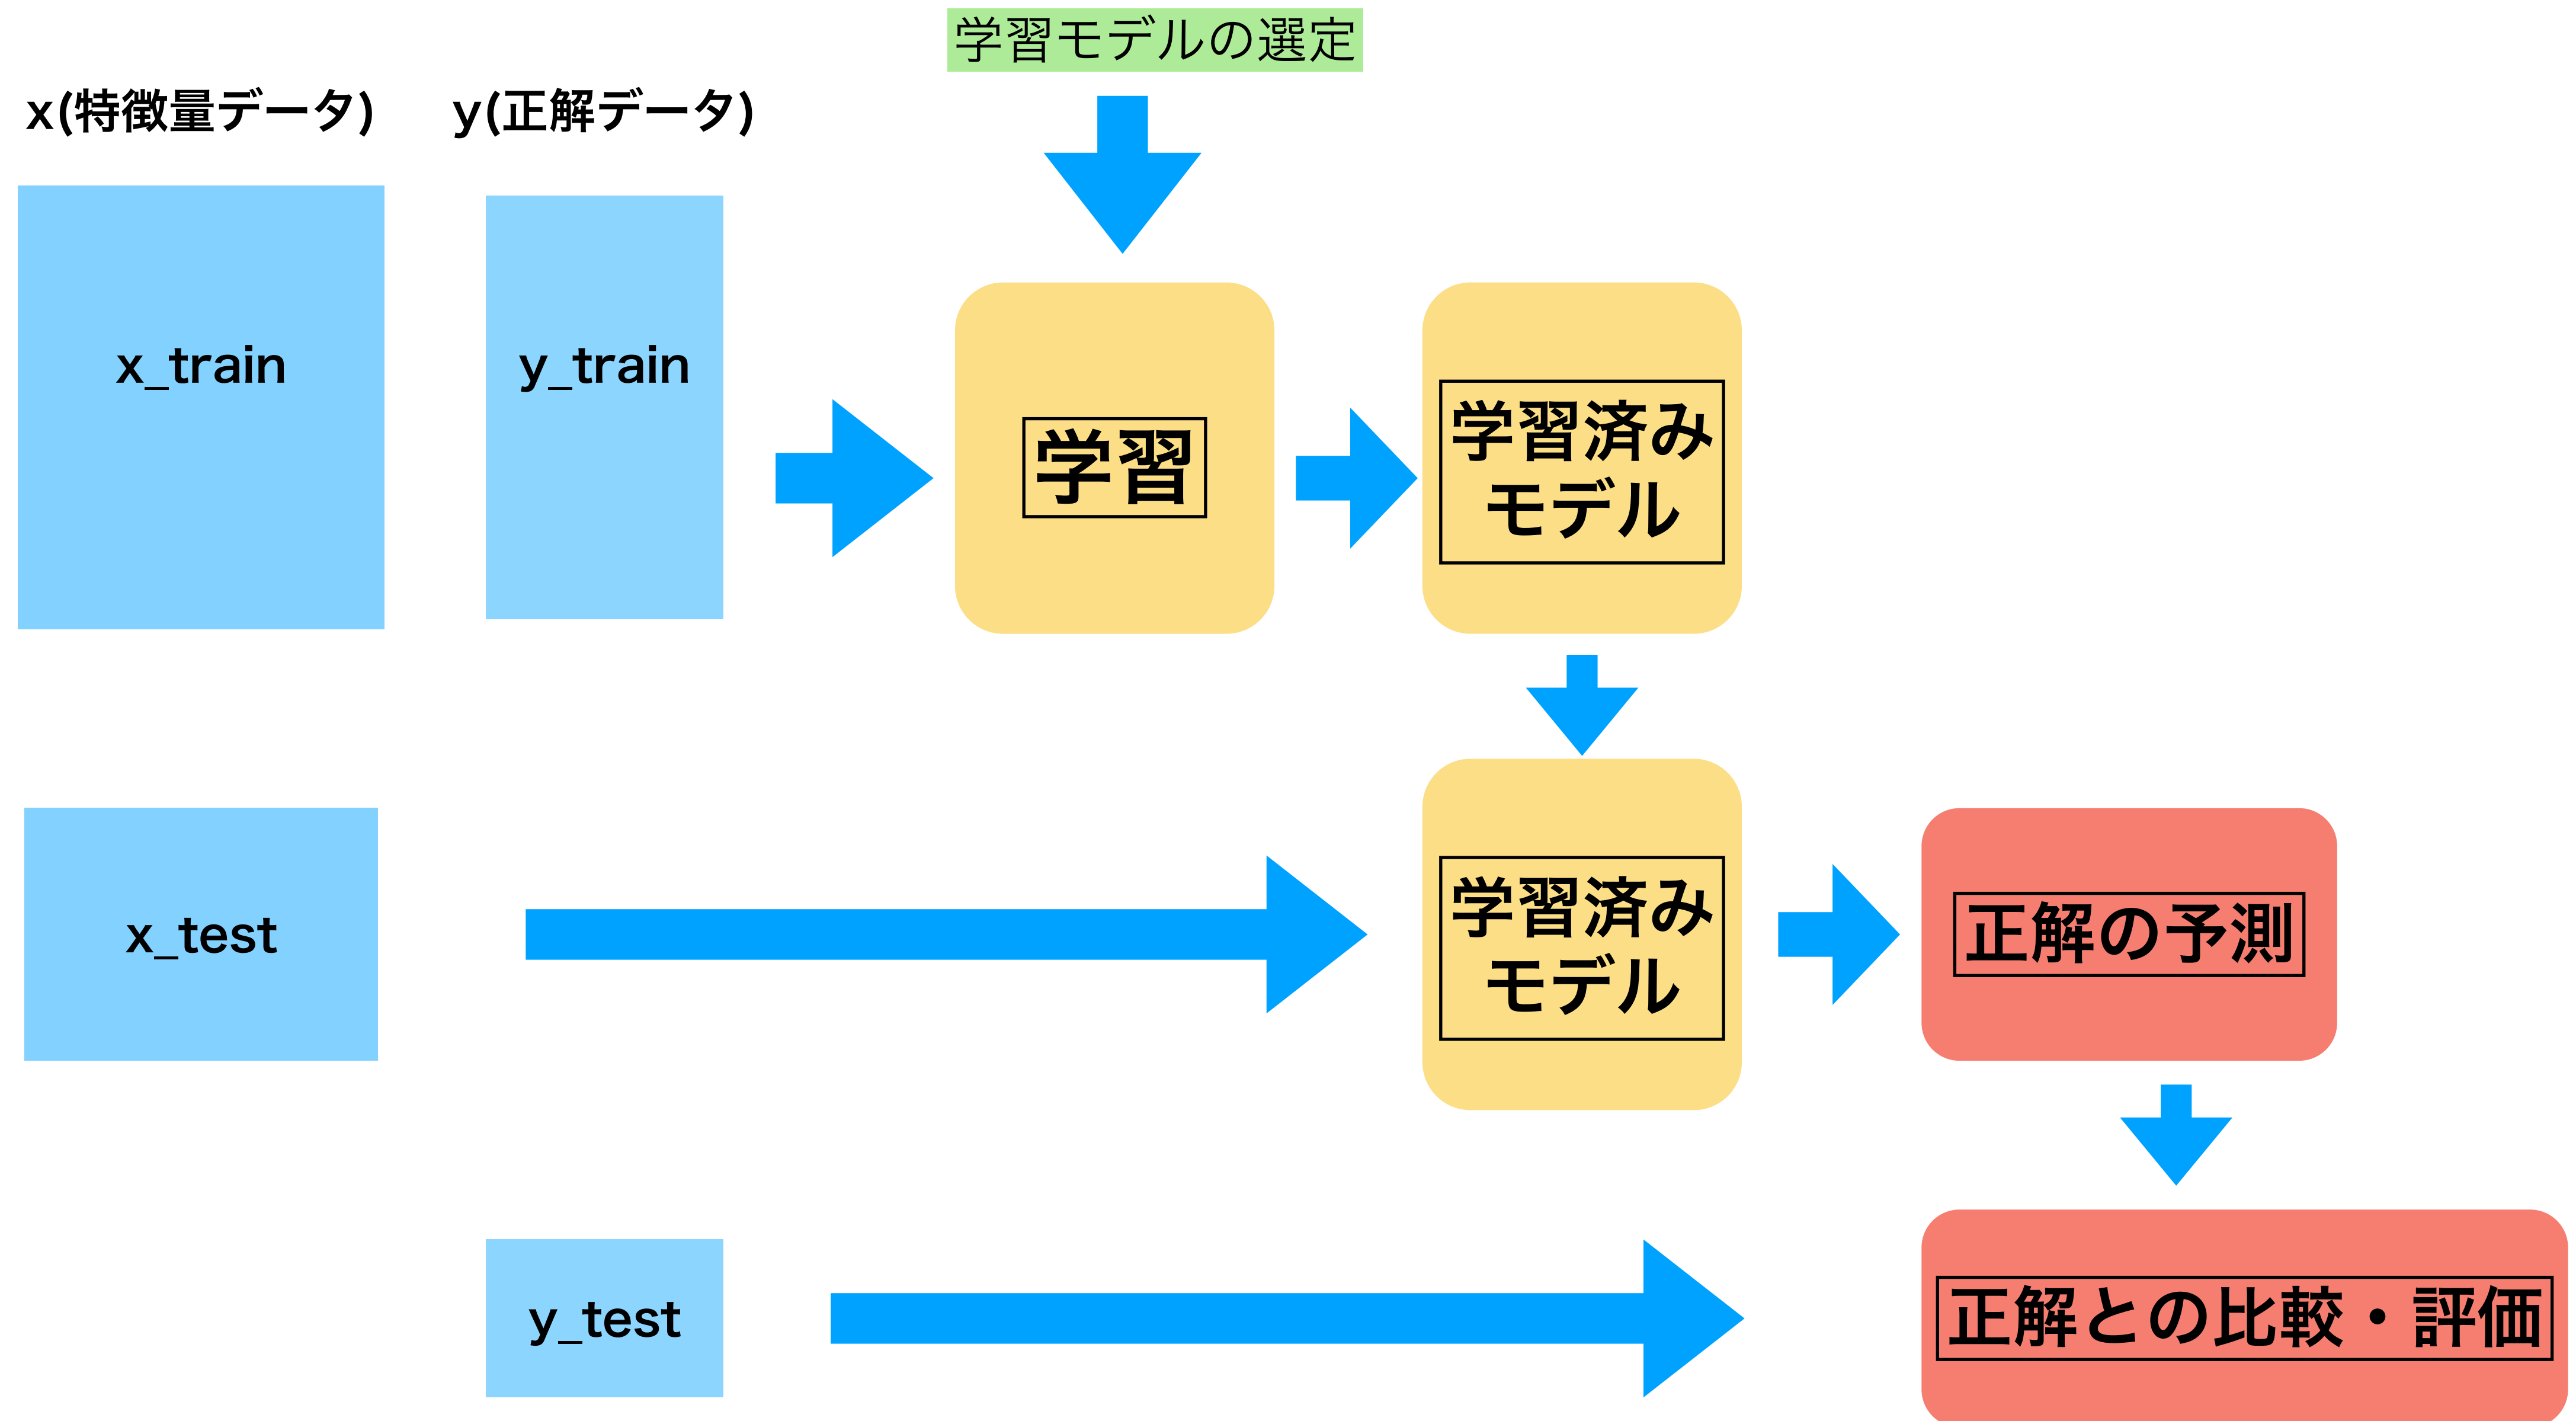 学習モデルの選定
x(特徴量データ)
y(正解データ)
x_train
y_train
学習
学習済み
モデル
x_test
学習済み
モデル
正解の予測
y_test
正解との比較・評価